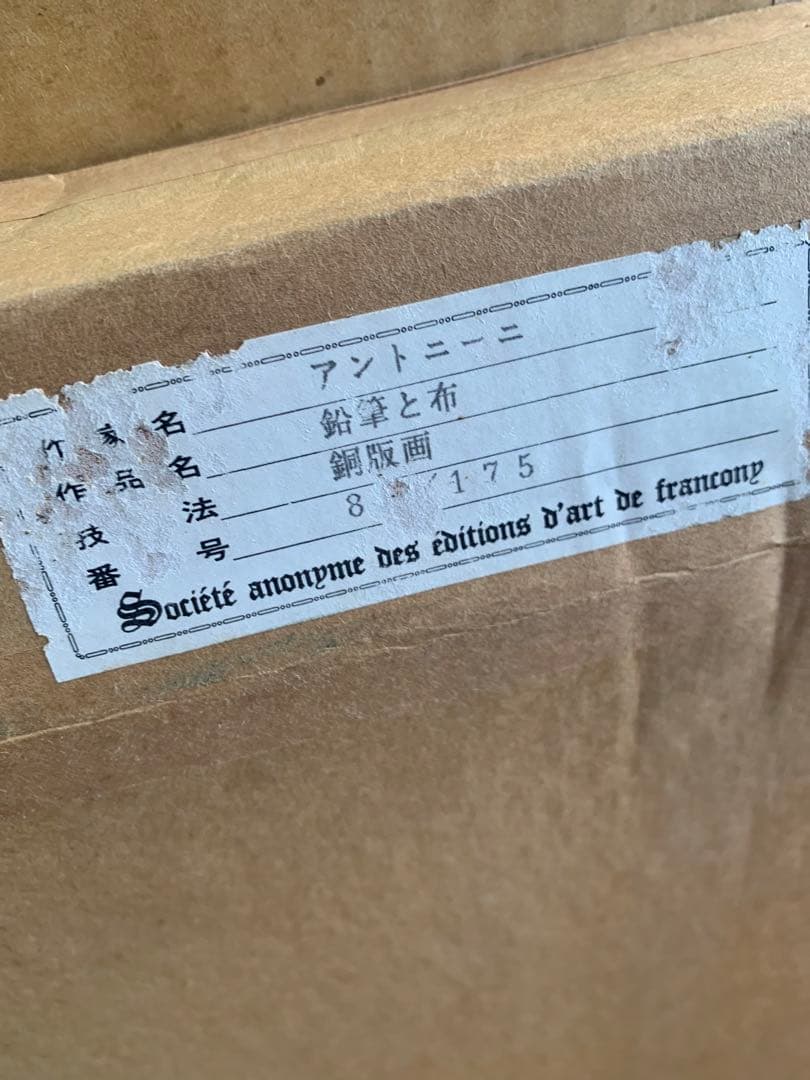 作家名 アントニーニ
作品名 鉛筆と布
技法 銅版画
番号 8 /175
Société anonyme des éditions d'art de francony